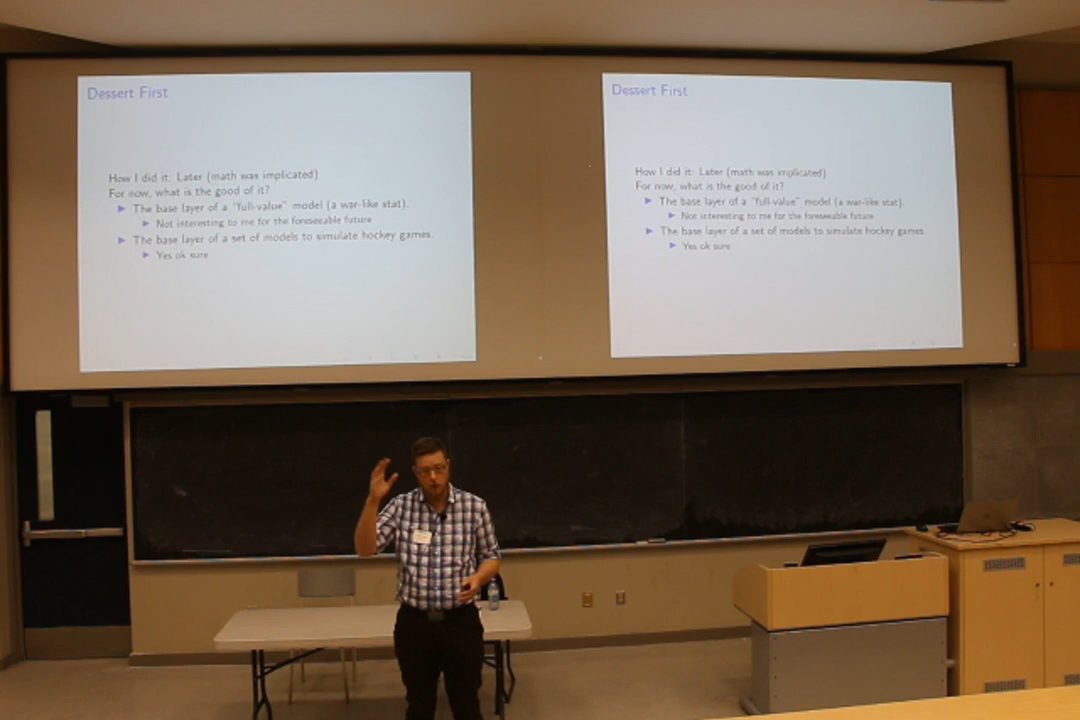 Dessert First
How I did it: Later (math was implicated)
For now, what is the good of it?
The base layer of a "full-value" model (a war-like stat).
Not interesting to me for the foreseeable future
The base layer of a set of models to simulate hockey games.
Yes ok sure
Dessert First
How I did it: Later (math was implicated)
For now, what is the good of it?
The base layer of a "full-value" model (a war-like stat).
Not interesting to me for the foreseeable future
The base layer of a set of models to simulate hockey games.
Yes ok sure